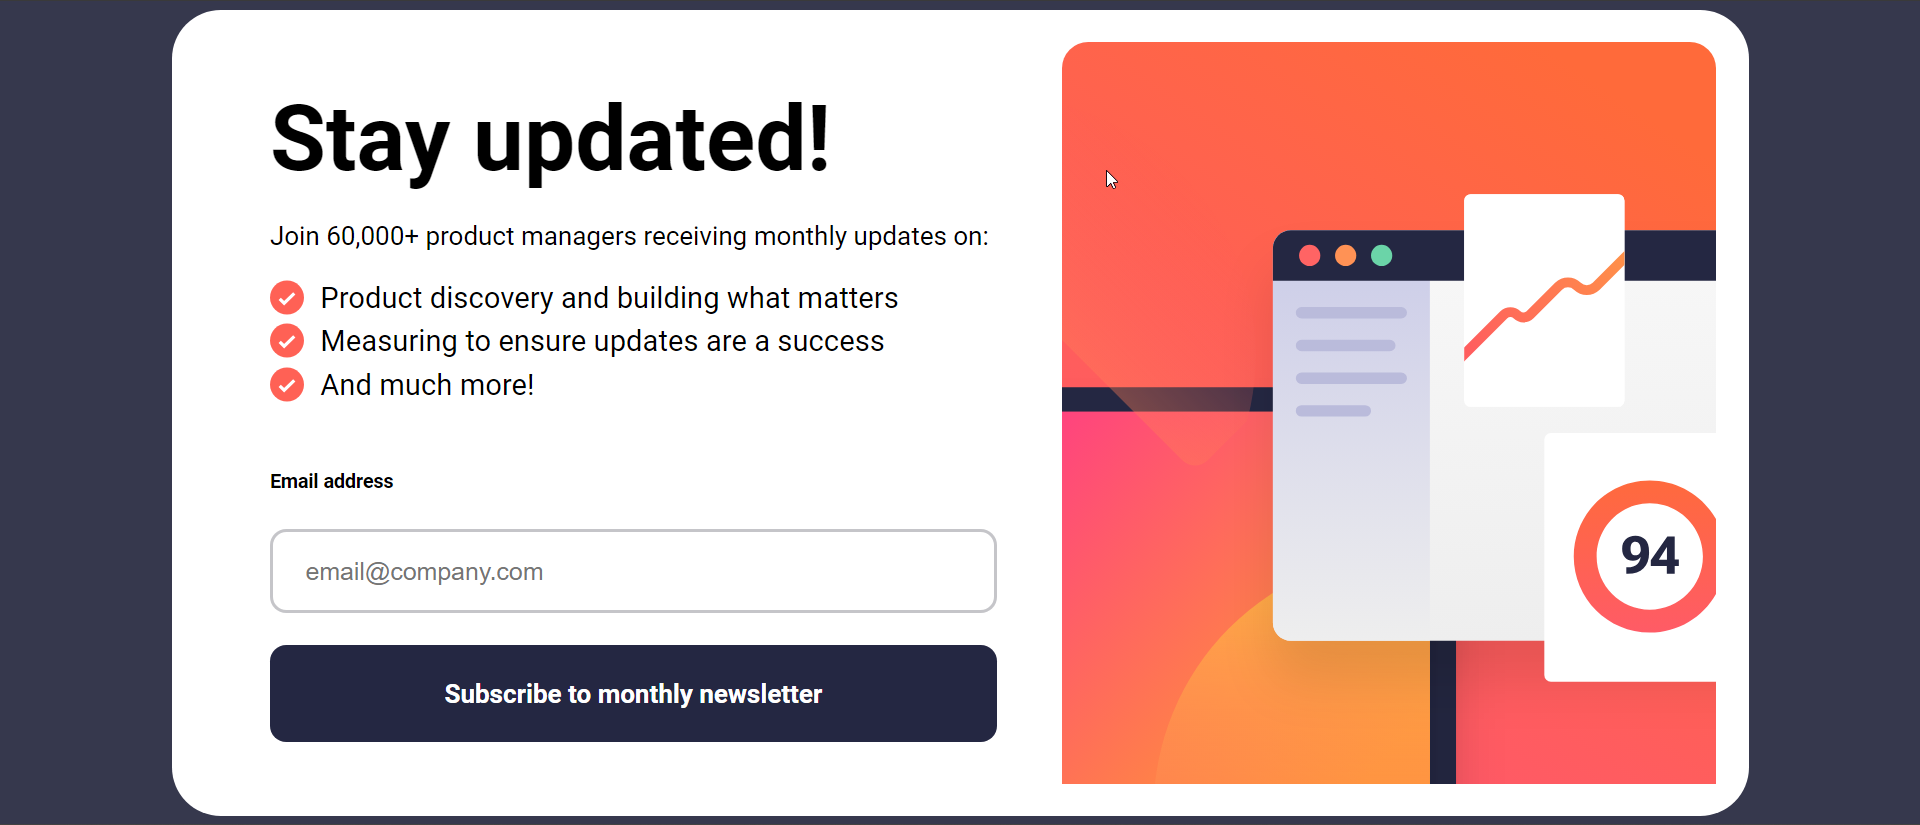 Stay updated!
Join 60,000+ product managers receiving monthly updates on:
Product discovery and building what matters
Measuring to ensure updates are a success
And much more!
Email address
email@company.com
Subscribe to monthly newsletter
94